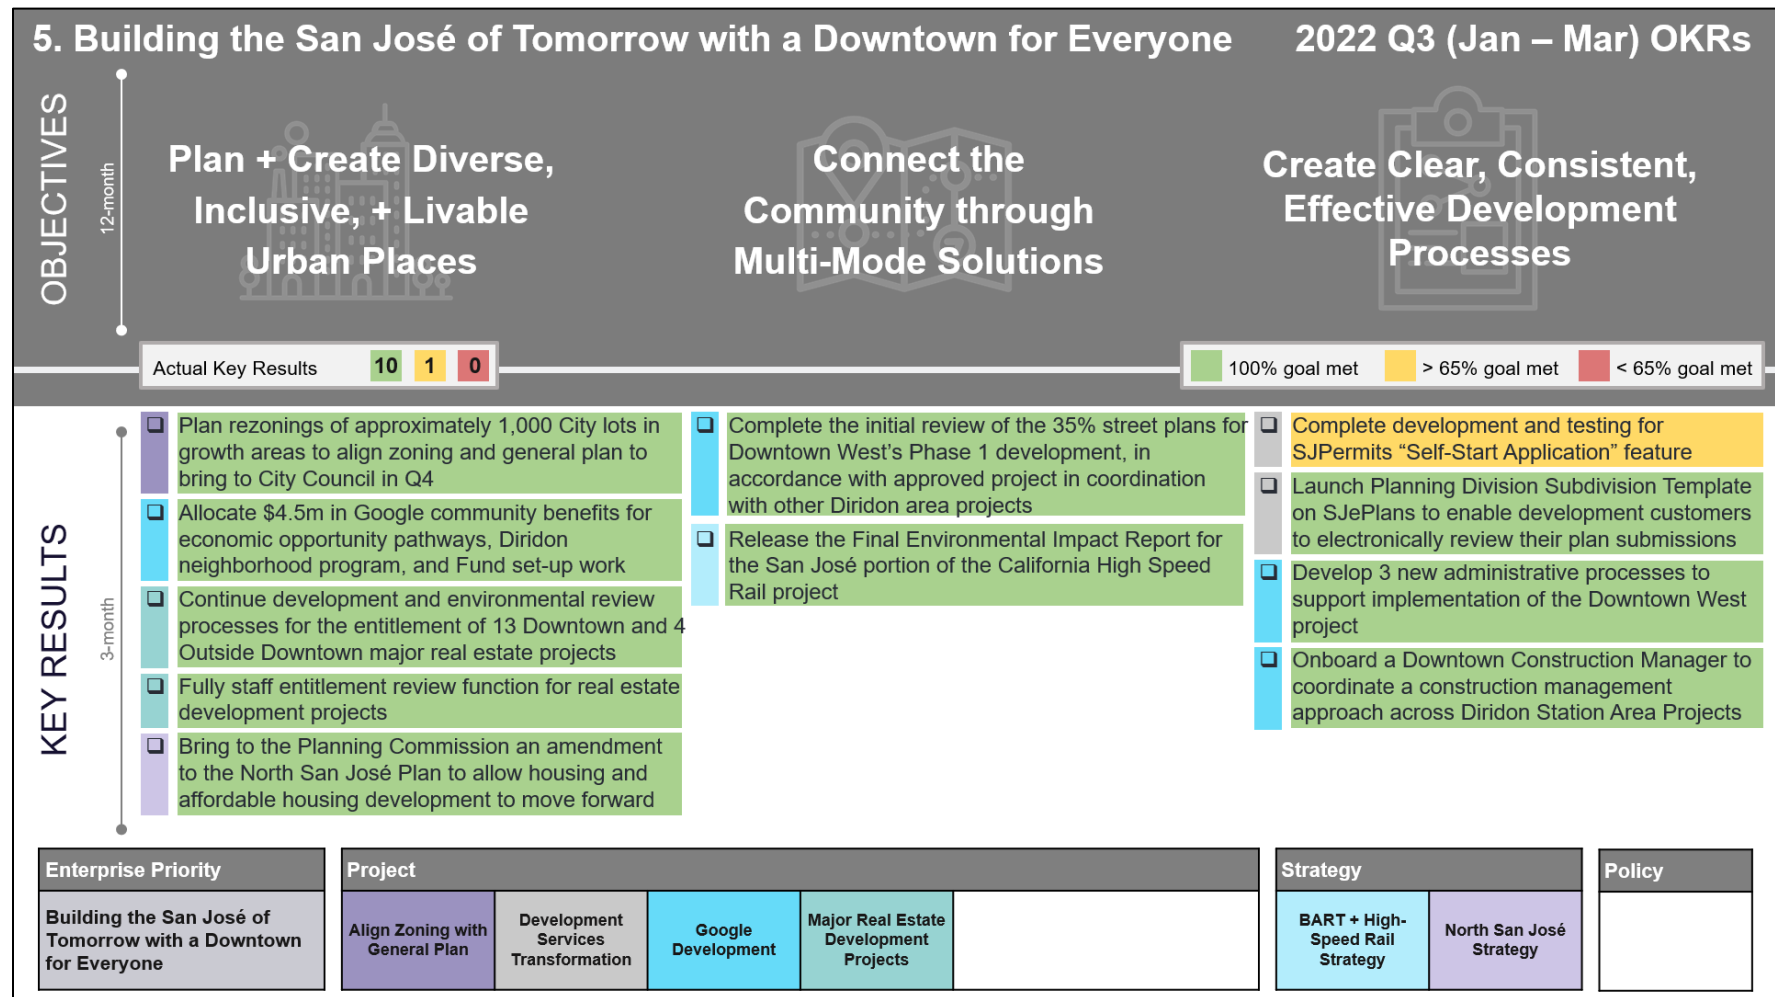 5. Building the San José of Tomorrow with a Downtown for Everyone
2022 Q3 (Jan – Mar) OKRs
OBJECTIVES
12-month
Plan + Create Diverse,
Inclusive, + Livable
Urban Places
Connect the
Community through
Multi-Mode Solutions
Create Clear, Consistent,
Effective Development
Processes
Actual Key Results 10 1 0
100% goal met > 65% goal met < 65% goal met
KEY RESULTS
3-month
❑ Plan rezonings of approximately 1,000 City lots in
growth areas to align zoning and general plan to
bring to City Council in Q4
❑ Allocate $4.5m in Google community benefits for
economic opportunity pathways, Diridon
neighborhood program, and Fund set-up work
❑ Continue development and environmental review
processes for the entitlement of 13 Downtown and 4
Outside Downtown major real estate projects
❑ Fully staff entitlement review function for real estate
development projects
❑ Bring to the Planning Commission an amendment
to the North San José Plan to allow housing and
affordable housing development to move forward
❑ Complete the initial review of the 35% street plans for
Downtown West's Phase 1 development, in
accordance with approved project in coordination
with other Diridon area projects
❑ Release the Final Environmental Impact Report for
the San José portion of the California High Speed
Rail project
❑ Complete development and testing for
SJPermits “Self-Start Application” feature
❑ Launch Planning Division Subdivision Template
on SJePlans to enable development customers
to electronically review their plan submissions
❑ Develop 3 new administrative processes to
support implementation of the Downtown West
project
❑ Onboard a Downtown Construction Manager to
coordinate a construction management
approach across Diridon Station Area Projects
Enterprise Priority
Building the San José of
Tomorrow with a Downtown
for Everyone
Project
Align Zoning with
General Plan
Development
Services
Transformation
Google
Development
Major Real Estate
Development
Projects
Strategy
BART + High-
Speed Rail
Strategy
North San José
Strategy
Policy